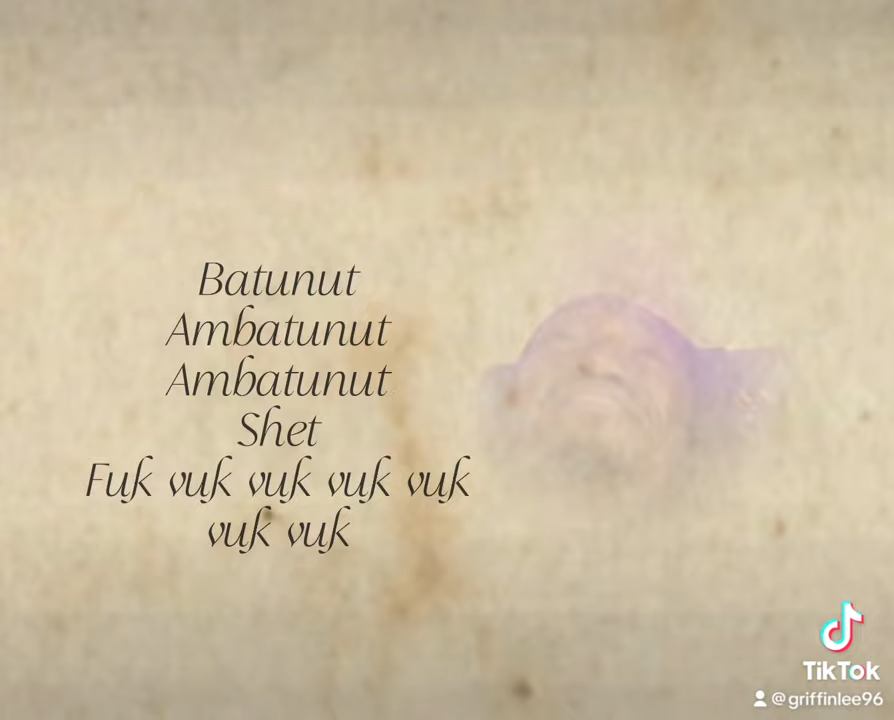 Batunut
Ambatunut
Ambatunut
Shet
Fuk vuk vuk vuk vuk
vuk vuk
TikTok
@griffinlee96